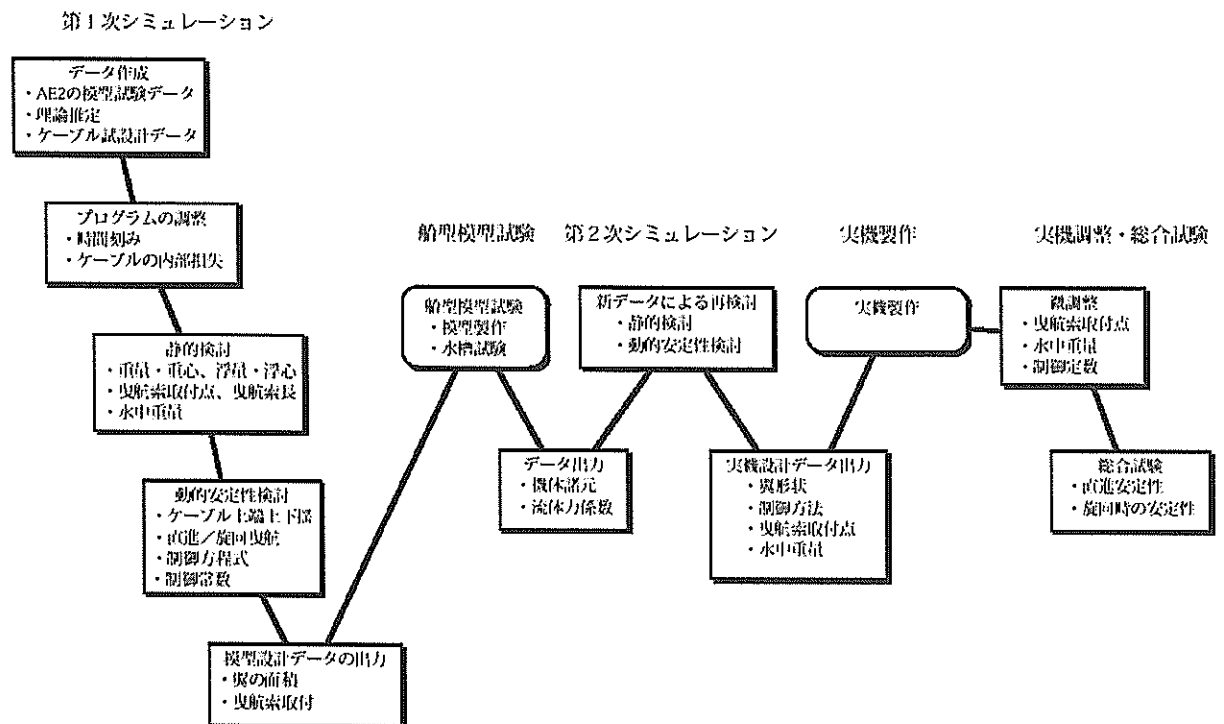 第1次シミュレーション
データ作成
・AE2の模型試験データ
・理論推定
・ケーブル試設計データ
プログラムの調整
・時間刻み
・ケーブルの内部損失
静的検討
・重量・重心、浮量・浮心
・曳航索取付点、曳航索長
・水中重量
動的安定性検討
・ケーブル上端上下揺
・直進／旋回曳航
・制御方程式
・制御常数
模型設計データの出力
・翼の面積
・曳航索取付
船型模型試験
船型模型試験
・模型製作
・水槽試験
データ出力
・機体諸元
・流体力係数
第2次シミュレーション
新データによる再検討
・静的検討
・動的安定性検討
実機設計データ出力
・翼形状
・制御方法
・曳航索取付点
・水中重量
実機製作
実機製作
実機調整・総合試験
微調整
・曳航索取付点
・水中重量
・制御定数
総合試験
・直進安定性
・旋回時の安定性